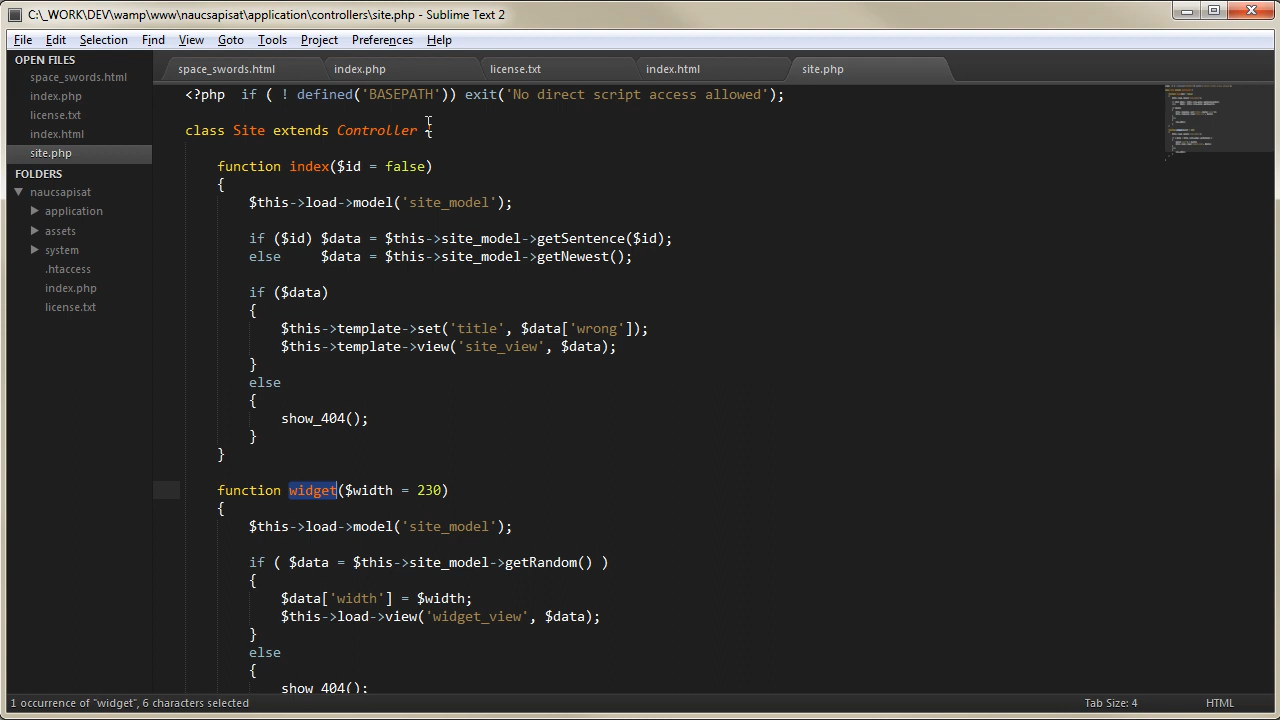 C:\_WORK\DEV\wamp\www\naucsapisat\application\controllers\site.php - Sublime Text 2
File Edit Selection Find View Goto Tools Project Preferences Help
OPEN FILES
space_swords.html
index.php
license.txt
index.html
site.php
FOLDERS
naucsapisat
application
assets
system
.htaccess
index.php
license.txt
space_swords.html index.php license.txt index.html site.php
<?php  if ( ! defined('BASEPATH')) exit('No direct script access allowed');
class Site extends Controller {
function index($id = false)
{
$this->load->model('site_model');
if ($id) $data = $this->site_model->getSentence($id);
else     $data = $this->site_model->getNewest();
if ($data)
{
$this->template->set('title', $data['wrong']);
$this->template->view('site_view', $data);
}
else
{
show_404();
}
}
function widget($width = 230)
{
$this->load->model('site_model');
if ( $data = $this->site_model->getRandom() )
{
$data['width'] = $width;
$this->load->view('widget_view', $data);
}
else
{
show_404();
1 occurrence of "widget", 6 characters selected
Tab Size: 4 HTML